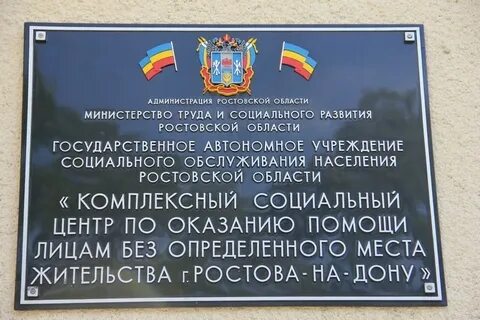 АДМИНИСТРАЦИЯ РОСТОВСКОЙ ОБЛАСТИ
МИНИСТЕРСТВО ТРУДА И СОЦИАЛЬНОГО РАЗВИТИЯ
РОСТОВСКОЙ ОБЛАСТИ
ГОСУДАРСТВЕННОЕ АВТОНОМНОЕ УЧРЕЖДЕНИЕ
СОЦИАЛЬНОГО ОБСЛУЖИВАНИЯ НАСЕЛЕНИЯ
РОСТОВСКОЙ ОБЛАСТИ
« КОМПЛЕКСНЫЙ СОЦИАЛЬНЫЙ
ЦЕНТР ПО ОКАЗАНИЮ ПОМОЩИ
ЛИЦАМ БЕЗ ОПРЕДЕЛЕННОГО МЕСТА
ЖИТЕЛЬСТВА г. РОСТОВА-НА-ДОНУ »